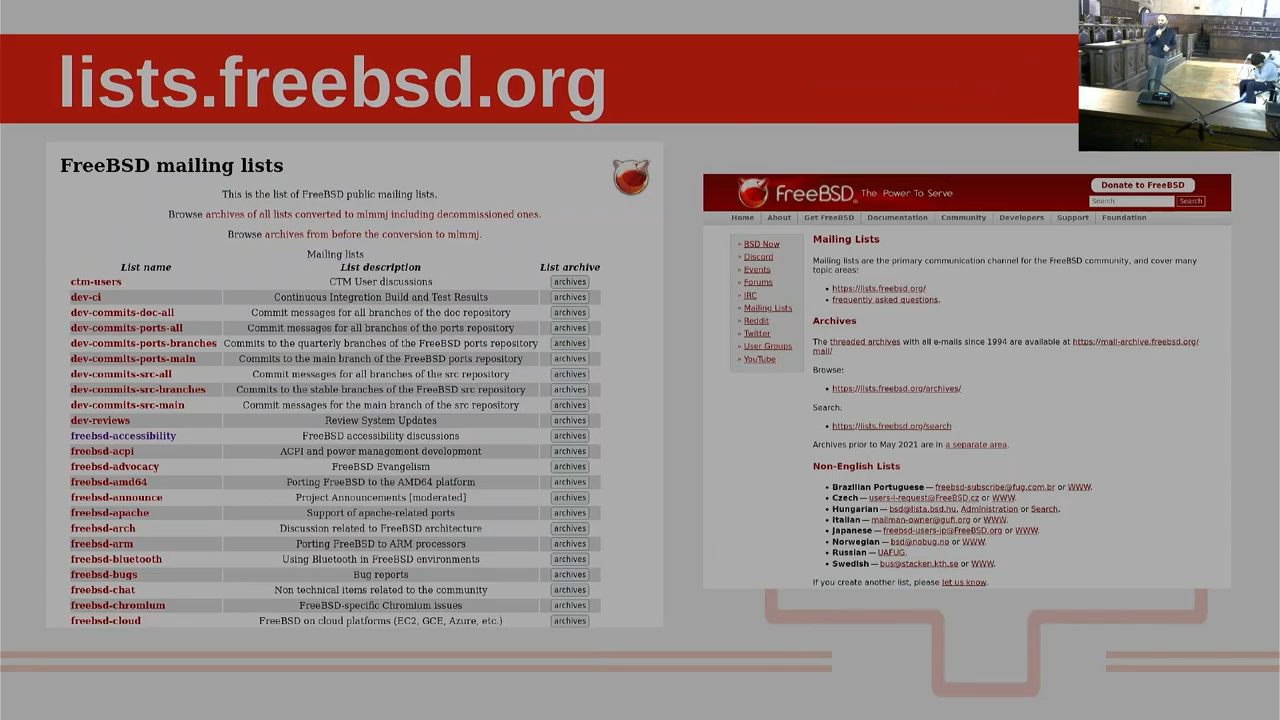 lists.freebsd.org
FreeBSD mailing lists
This is the list of FreeBSD public mailing lists.
Browse archives of all lists converted to mlmmj including decommissioned ones.
Browse archives from before the conversion to mlmmj.
Mailing lists
List name List description List archive
ctm-users CTM User discussions archives
dev-ci Continuous Integration Build and Test Results archives
dev-commits-doc-all Commit messages for all branches of the doc repository archives
dev-commits-ports-all Commit messages for all branches of the ports repository archives
dev-commits-ports-branches Commits to the quarterly branches of the FreeBSD ports repository archives
dev-commits-ports-main Commits to the main branch of the FreeBSD ports repository archives
dev-commits-src-all Commit messages for all branches of the src repository archives
dev-commits-src-branches Commits to the stable branches of the FreeBSD src repository archives
dev-commits-src-main Commit messages for the main branch of the src repository archives
dev-reviews Review System Updates archives
freebsd-accessibility FreeBSD accessibility discussions archives
freebsd-acpi ACPI and power management development archives
freebsd-advocacy FreeBSD Evangelism archives
freebsd-amd64 Porting FreeBSD to the AMD64 platform archives
freebsd-announce Project Announcements [moderated] archives
freebsd-apache Support of apache-related ports archives
freebsd-arch Discussion related to FreeBSD architecture archives
freebsd-arm Porting FreeBSD to ARM processors archives
freebsd-bluetooth Using Bluetooth in FreeBSD environments archives
freebsd-bugs Bug reports archives
freebsd-chat Non technical items related to the community archives
freebsd-chromium FreeBSD-specific Chromium issues archives
freebsd-cloud FreeBSD on cloud platforms (EC2, GCE, Azure, etc.) archives
FreeBSD® The Power To Serve
Donate to FreeBSD
Search Search
Home About Get FreeBSD Documentation Community Developers Support Foundation
» BSD Now
» Discord
» Events
» Forums
» IRC
» Mailing Lists
» Reddit
» Twitter
» User Groups
» YouTube
Mailing Lists
Mailing lists are the primary communication channel for the FreeBSD community, and cover many
topic areas:
• https://lists.freebsd.org/
• frequently asked questions.
Archives
The threaded archives with all e-mails since 1994 are available at https://mail-archive.freebsd.org/
mail/
Browse:
• https://lists.freebsd.org/archives/
Search:
• https://lists.freebsd.org/search
Archives prior to May 2021 are in a separate area.
Non-English Lists
• Brazilian Portuguese — freebsd-subscribe@fug.com.br or WWW.
• Czech — users-l-request@FreeBSD.cz or WWW.
• Hungarian — bsd@lista.bsd.hu, Administration or Search.
• Italian — mailman-owner@gufi.org or WWW.
• Japanese — freebsd-users-jp@FreeBSD.org or WWW.
• Norwegian — bsd@nobug.no or WWW.
• Russian — UAFUG.
• Swedish — bus@stacken.kth.se or WWW.
If you create another list, please let us know.